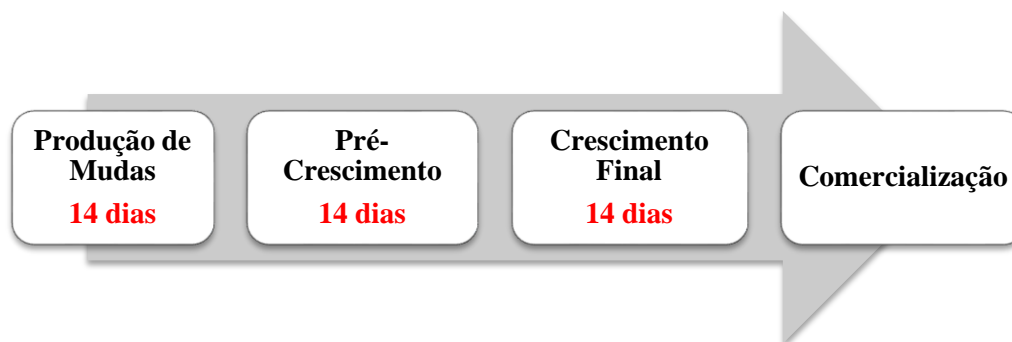 Produção de
Mudas
14 dias
Pré-
Crescimento
14 dias
Crescimento
Final
14 dias
Comercialização